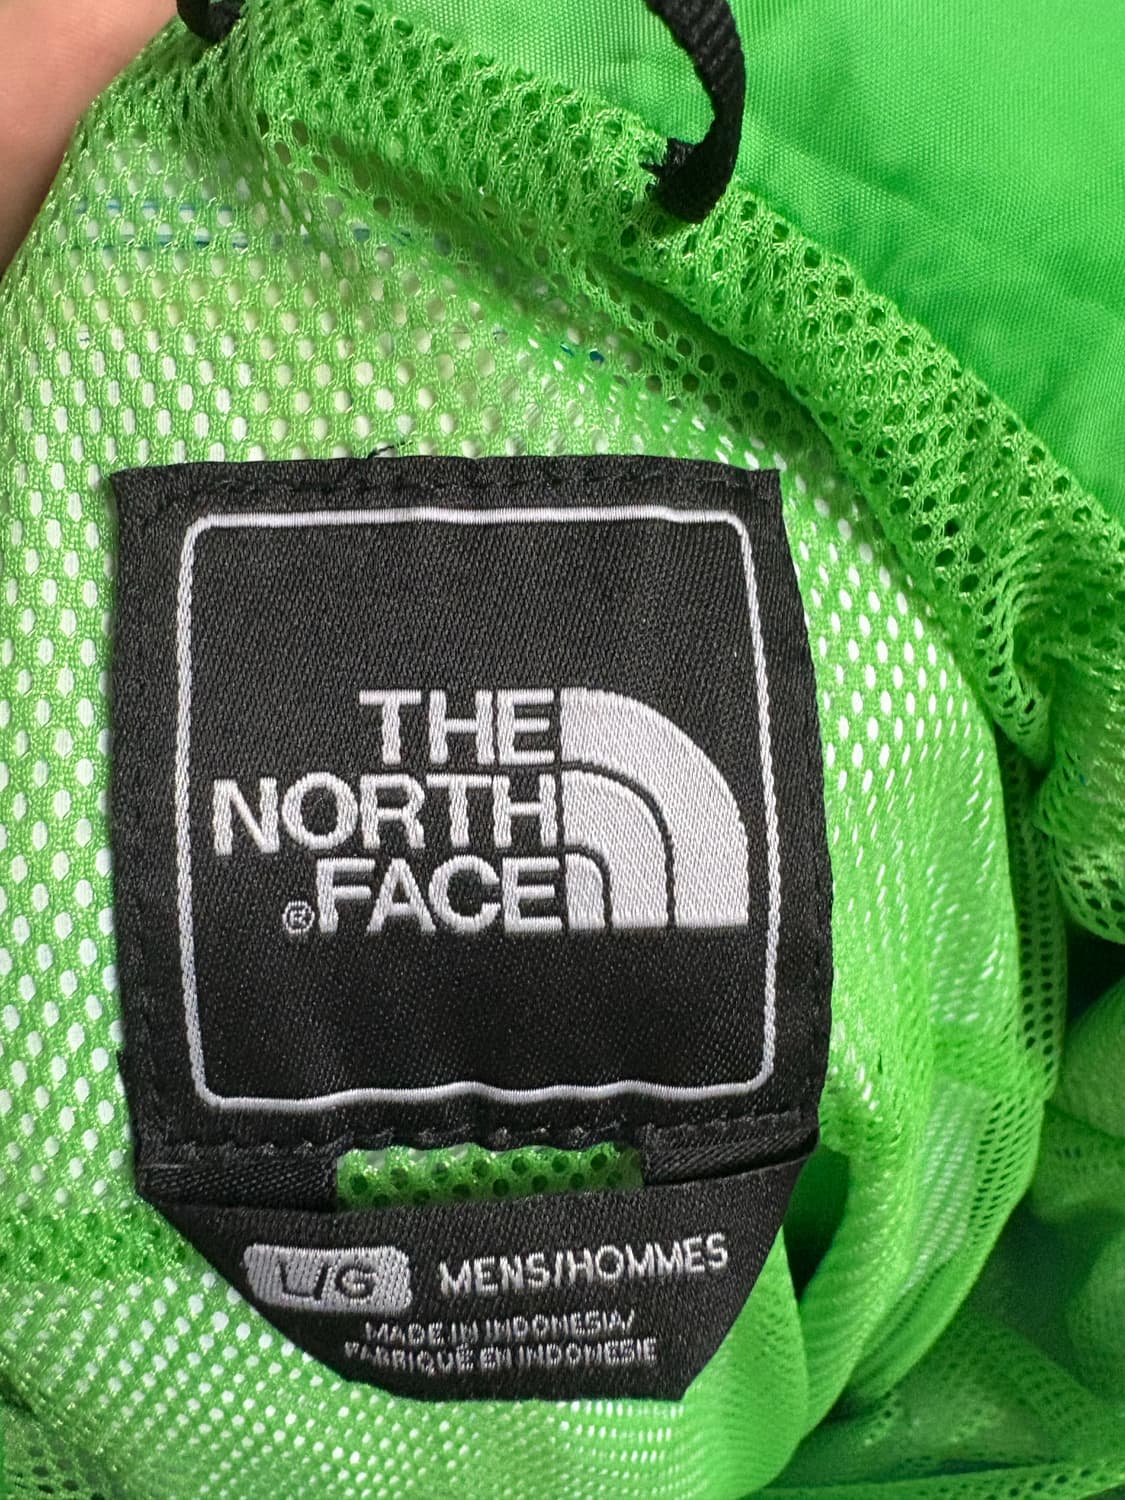 THE
NORTH
®FACE
L/G MENS/HOMMES
MADE IN INDONESIA/
FABRIQUÉ EN INDONESIE